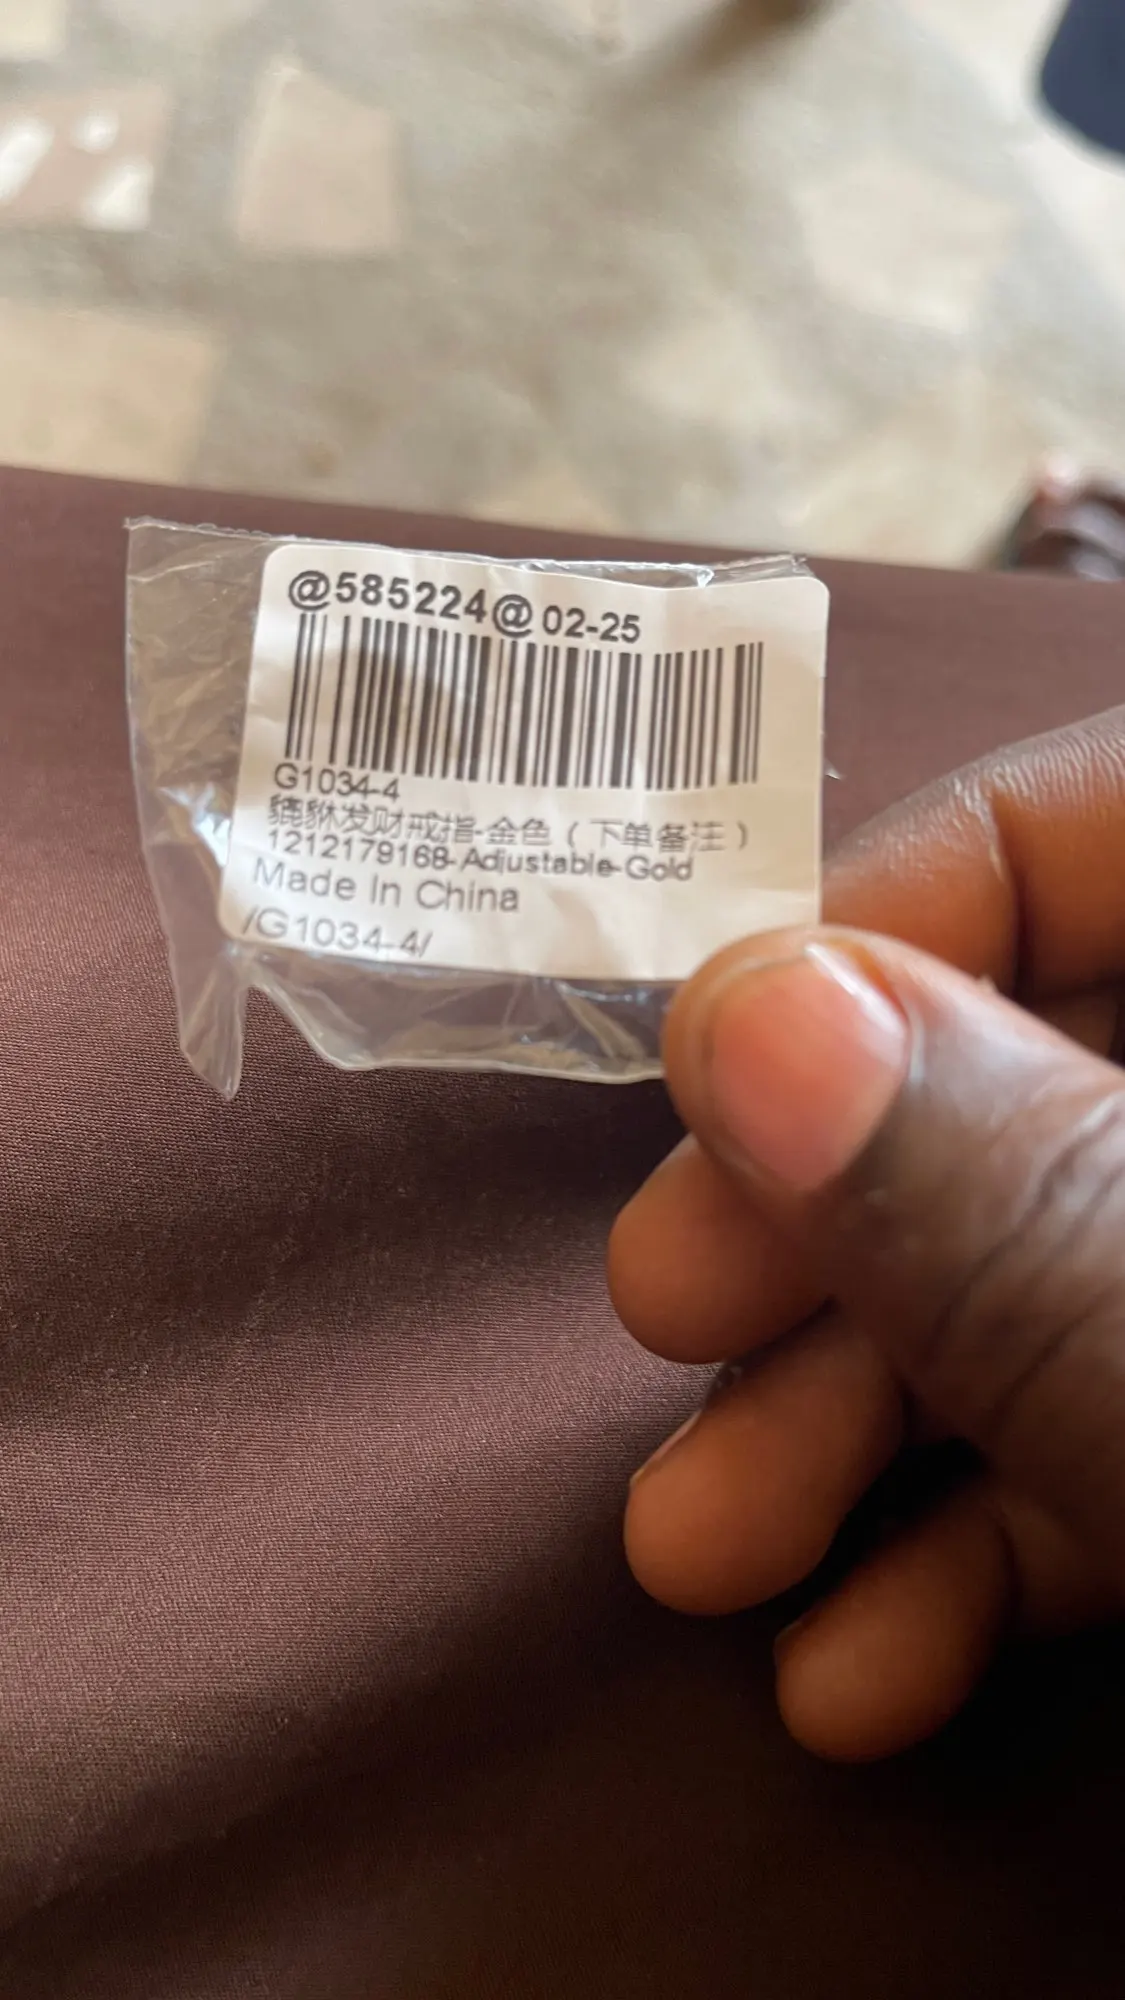 @585224@ 02-25
G1034-4
貔貅发财戒指-金色（下单备注）
1212179168-Adjustable-Gold
Made In China
/G1034-4/